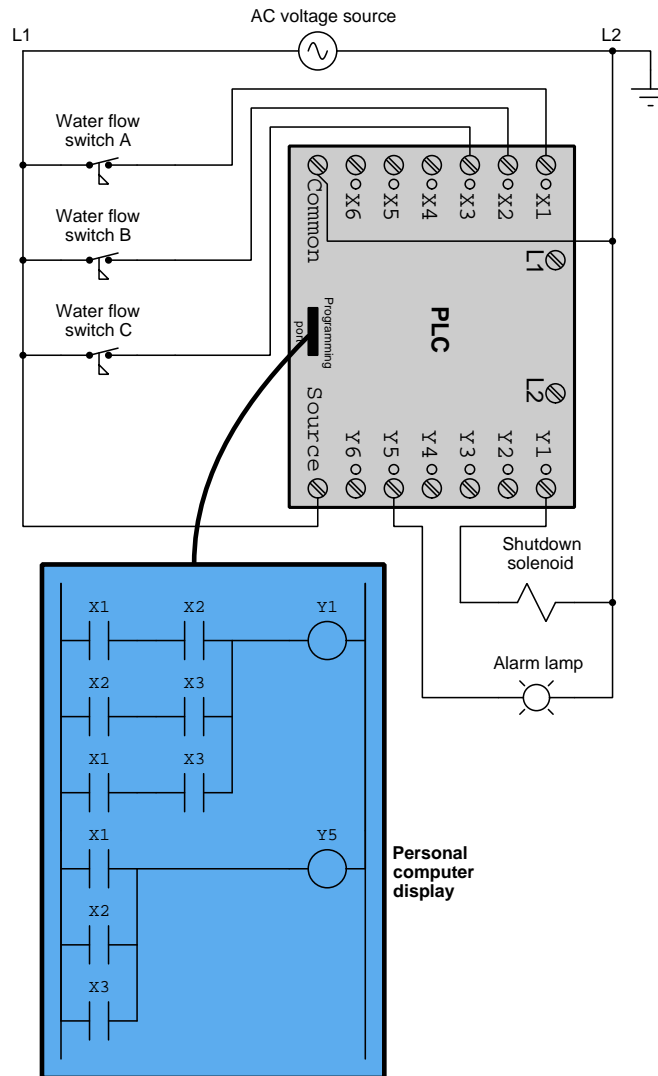 AC voltage source
L1
L2
Water flow
switch A
Water flow
switch B
Water flow
switch C
Common
X6
X5
X4
X3
X2
X1
L1
Programming
port
PLC
L2
Source
Y6
Y5
Y4
Y3
Y2
Y1
Shutdown
solenoid
Alarm lamp
X1
X2
Y1
X2
X3
X1
X3
X1
Y5
X2
X3
Personal
computer
display